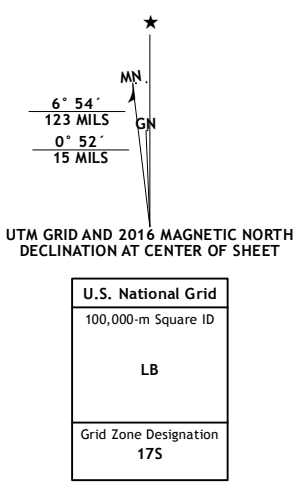 ★
MN
6° 54´
123 MILS
GN
0° 52´
15 MILS
UTM GRID AND 2016 MAGNETIC NORTH
DECLINATION AT CENTER OF SHEET
U.S. National Grid
100,000-m Square ID
LB
Grid Zone Designation
17S